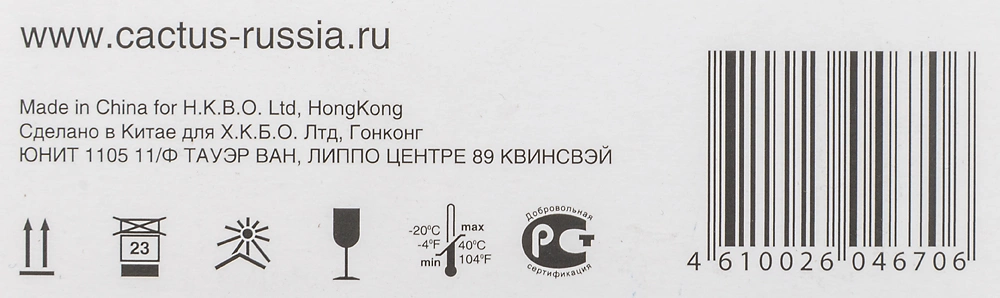 www.cactus-russia.ru
Made in China for H.K.B.O. Ltd, HongKong
Сделано в Китае для Х.К.Б.О. Лтд, Гонконг
ЮНИТ 1105 11/Ф ТАУЭР ВАН, ЛИППО ЦЕНТРЕ 89 КВИНСВЭЙ
23
-20°C
-4°F
min
max
40°C
104°F
Добровольная
РСТ
сертификация
4 610026 046706